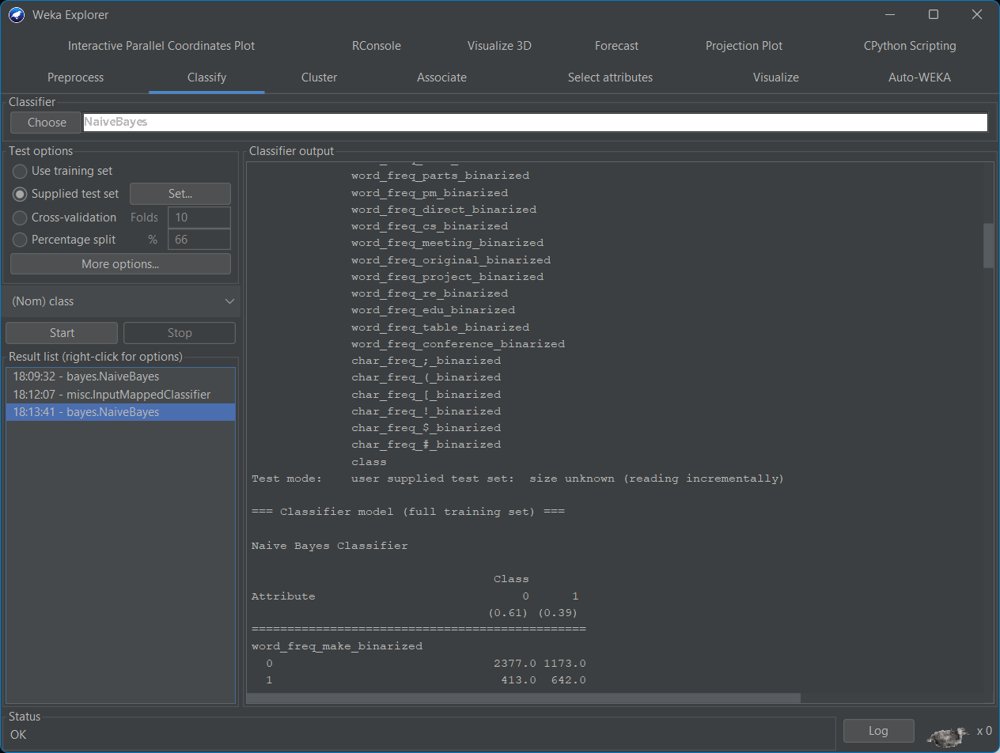 Weka Explorer
Interactive Parallel Coordinates Plot RConsole Visualize 3D Forecast Projection Plot CPython Scripting
Preprocess Classify Cluster Associate Select attributes Visualize Auto-WEKA
Classifier
Choose NaiveBayes
Test options
Use training set
Supplied test set Set...
Cross-validation Folds 10
Percentage split % 66
More options...
(Nom) class
Start Stop
Result list (right-click for options)
18:09:32 - bayes.NaiveBayes
18:12:07 - misc.InputMappedClassifier
18:13:41 - bayes.NaiveBayes
Classifier output
word_freq_parts_binarized
word_freq_pm_binarized
word_freq_direct_binarized
word_freq_cs_binarized
word_freq_meeting_binarized
word_freq_original_binarized
word_freq_project_binarized
word_freq_re_binarized
word_freq_edu_binarized
word_freq_table_binarized
word_freq_conference_binarized
char_freq_;_binarized
char_freq_(_binarized
char_freq_[_binarized
char_freq_!_binarized
char_freq_$_binarized
char_freq_#_binarized
class
Test mode: user supplied test set: size unknown (reading incrementally)
=== Classifier model (full training set) ===
Naive Bayes Classifier
Class
Attribute 0 1
(0.61) (0.39)
===============================================
word_freq_make_binarized
0 2377.0 1173.0
1 413.0 642.0
Status
OK
Log x 0